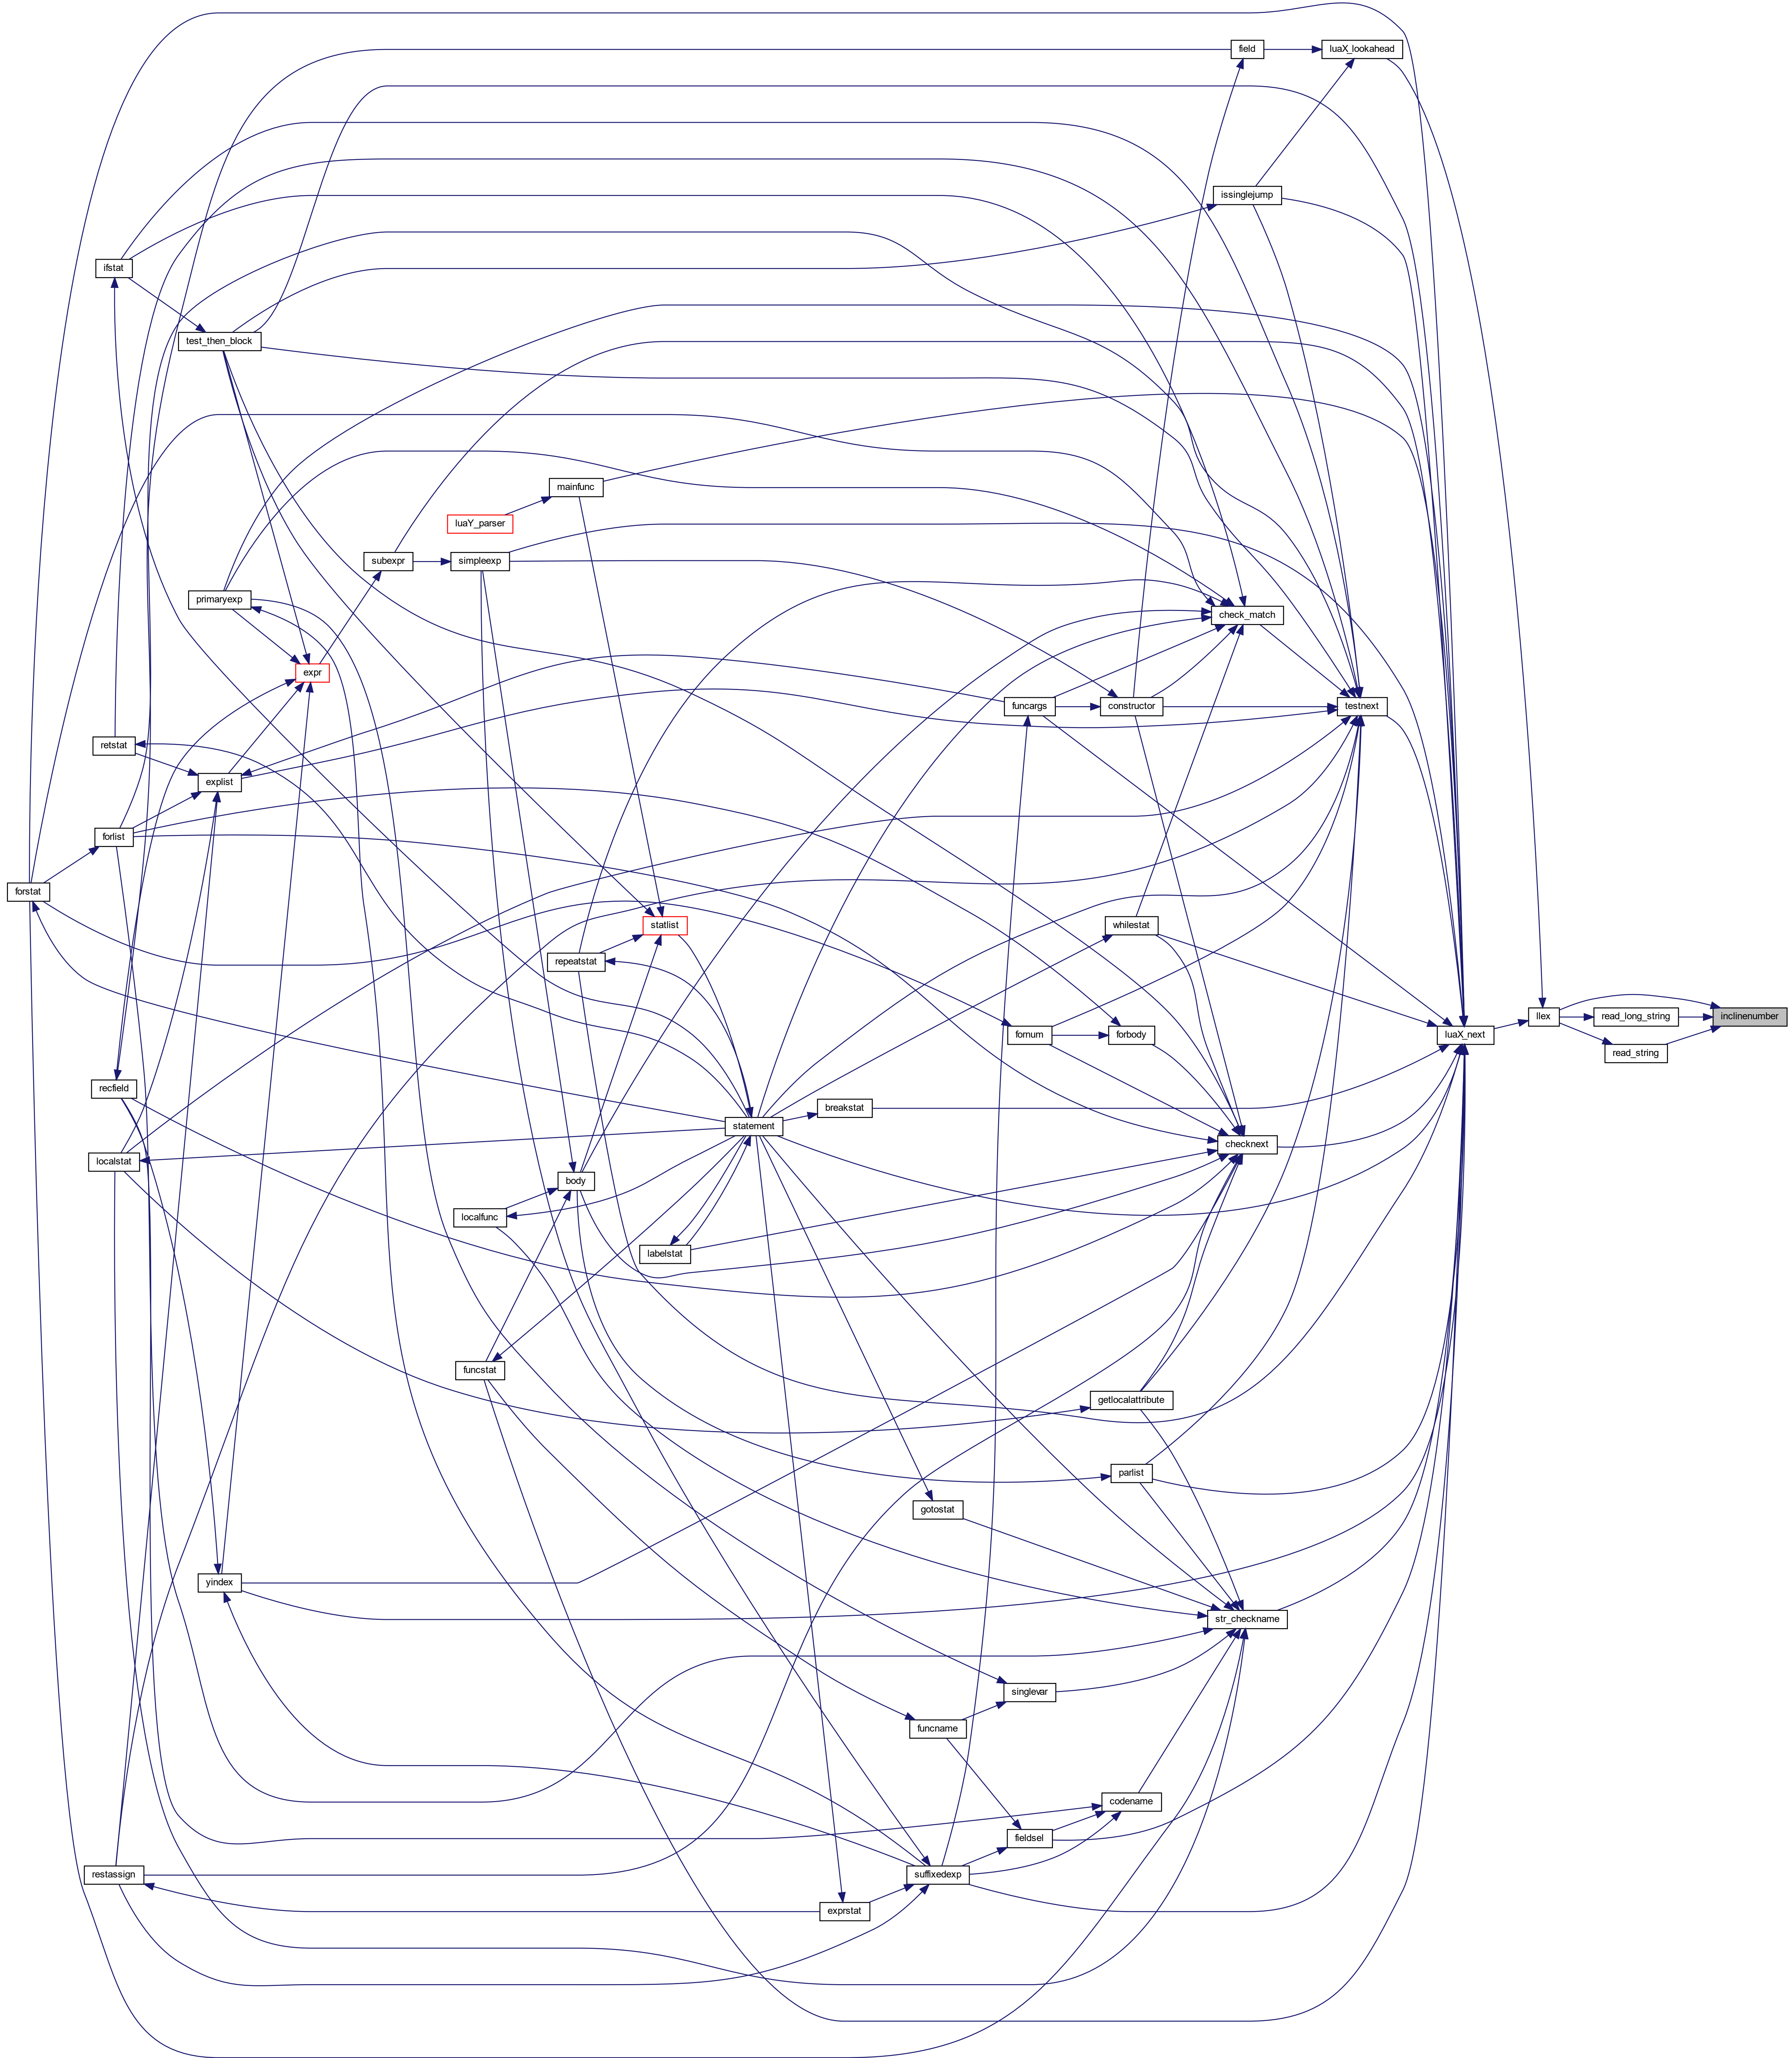 field
luaX_lookahead
issinglejump
ifstat
test_then_block
mainfunc
luaY_parser
subexpr
simpleexp
primaryexp
check_match
expr
funcargs
constructor
testnext
retstat
explist
forlist
forstat
statlist
whilestat
repeatstat
llex
read_long_string
inclinenumber
fornum
forbody
luaX_next
read_string
recfield
breakstat
statement
checknext
localstat
body
localfunc
labelstat
funcstat
getlocalattribute
parlist
gotostat
yindex
str_checkname
singlevar
funcname
codename
fieldsel
restassign
suffixedexp
exprstat